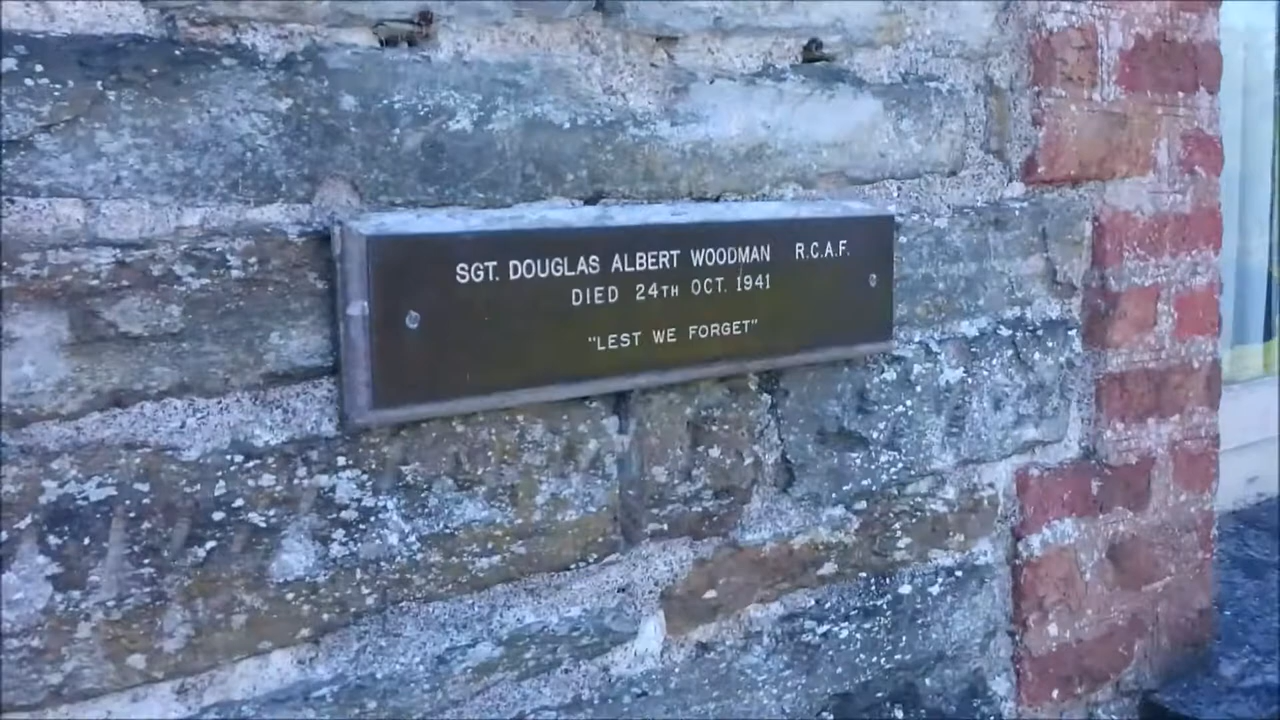 SGT. DOUGLAS ALBERT WOODMAN R.C.A.F.
DIED 24TH OCT. 1941
"LEST WE FORGET"